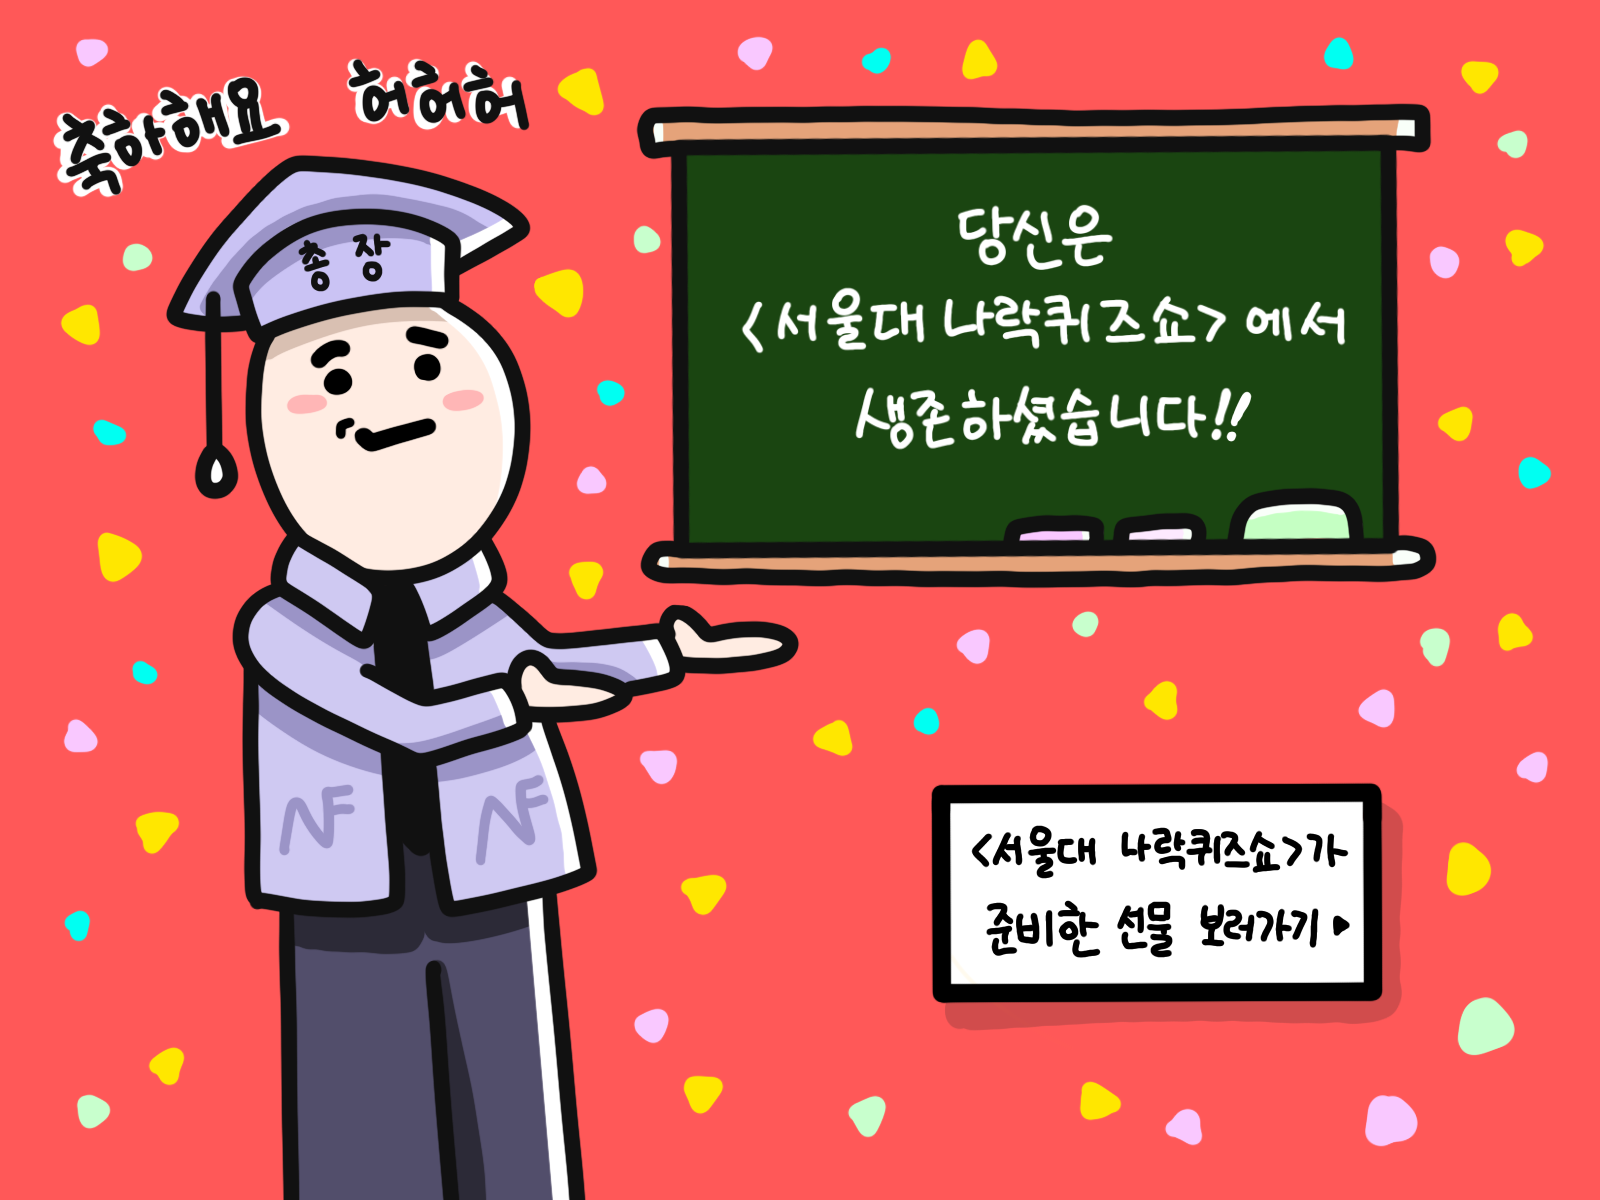 축하해요
허허허
총장
당신은
<서울대 나락퀴즈쇼>에서
생존하셨습니다!!
NF
NF
<서울대 나락퀴즈쇼>가
준비한 선물 보러가기▶